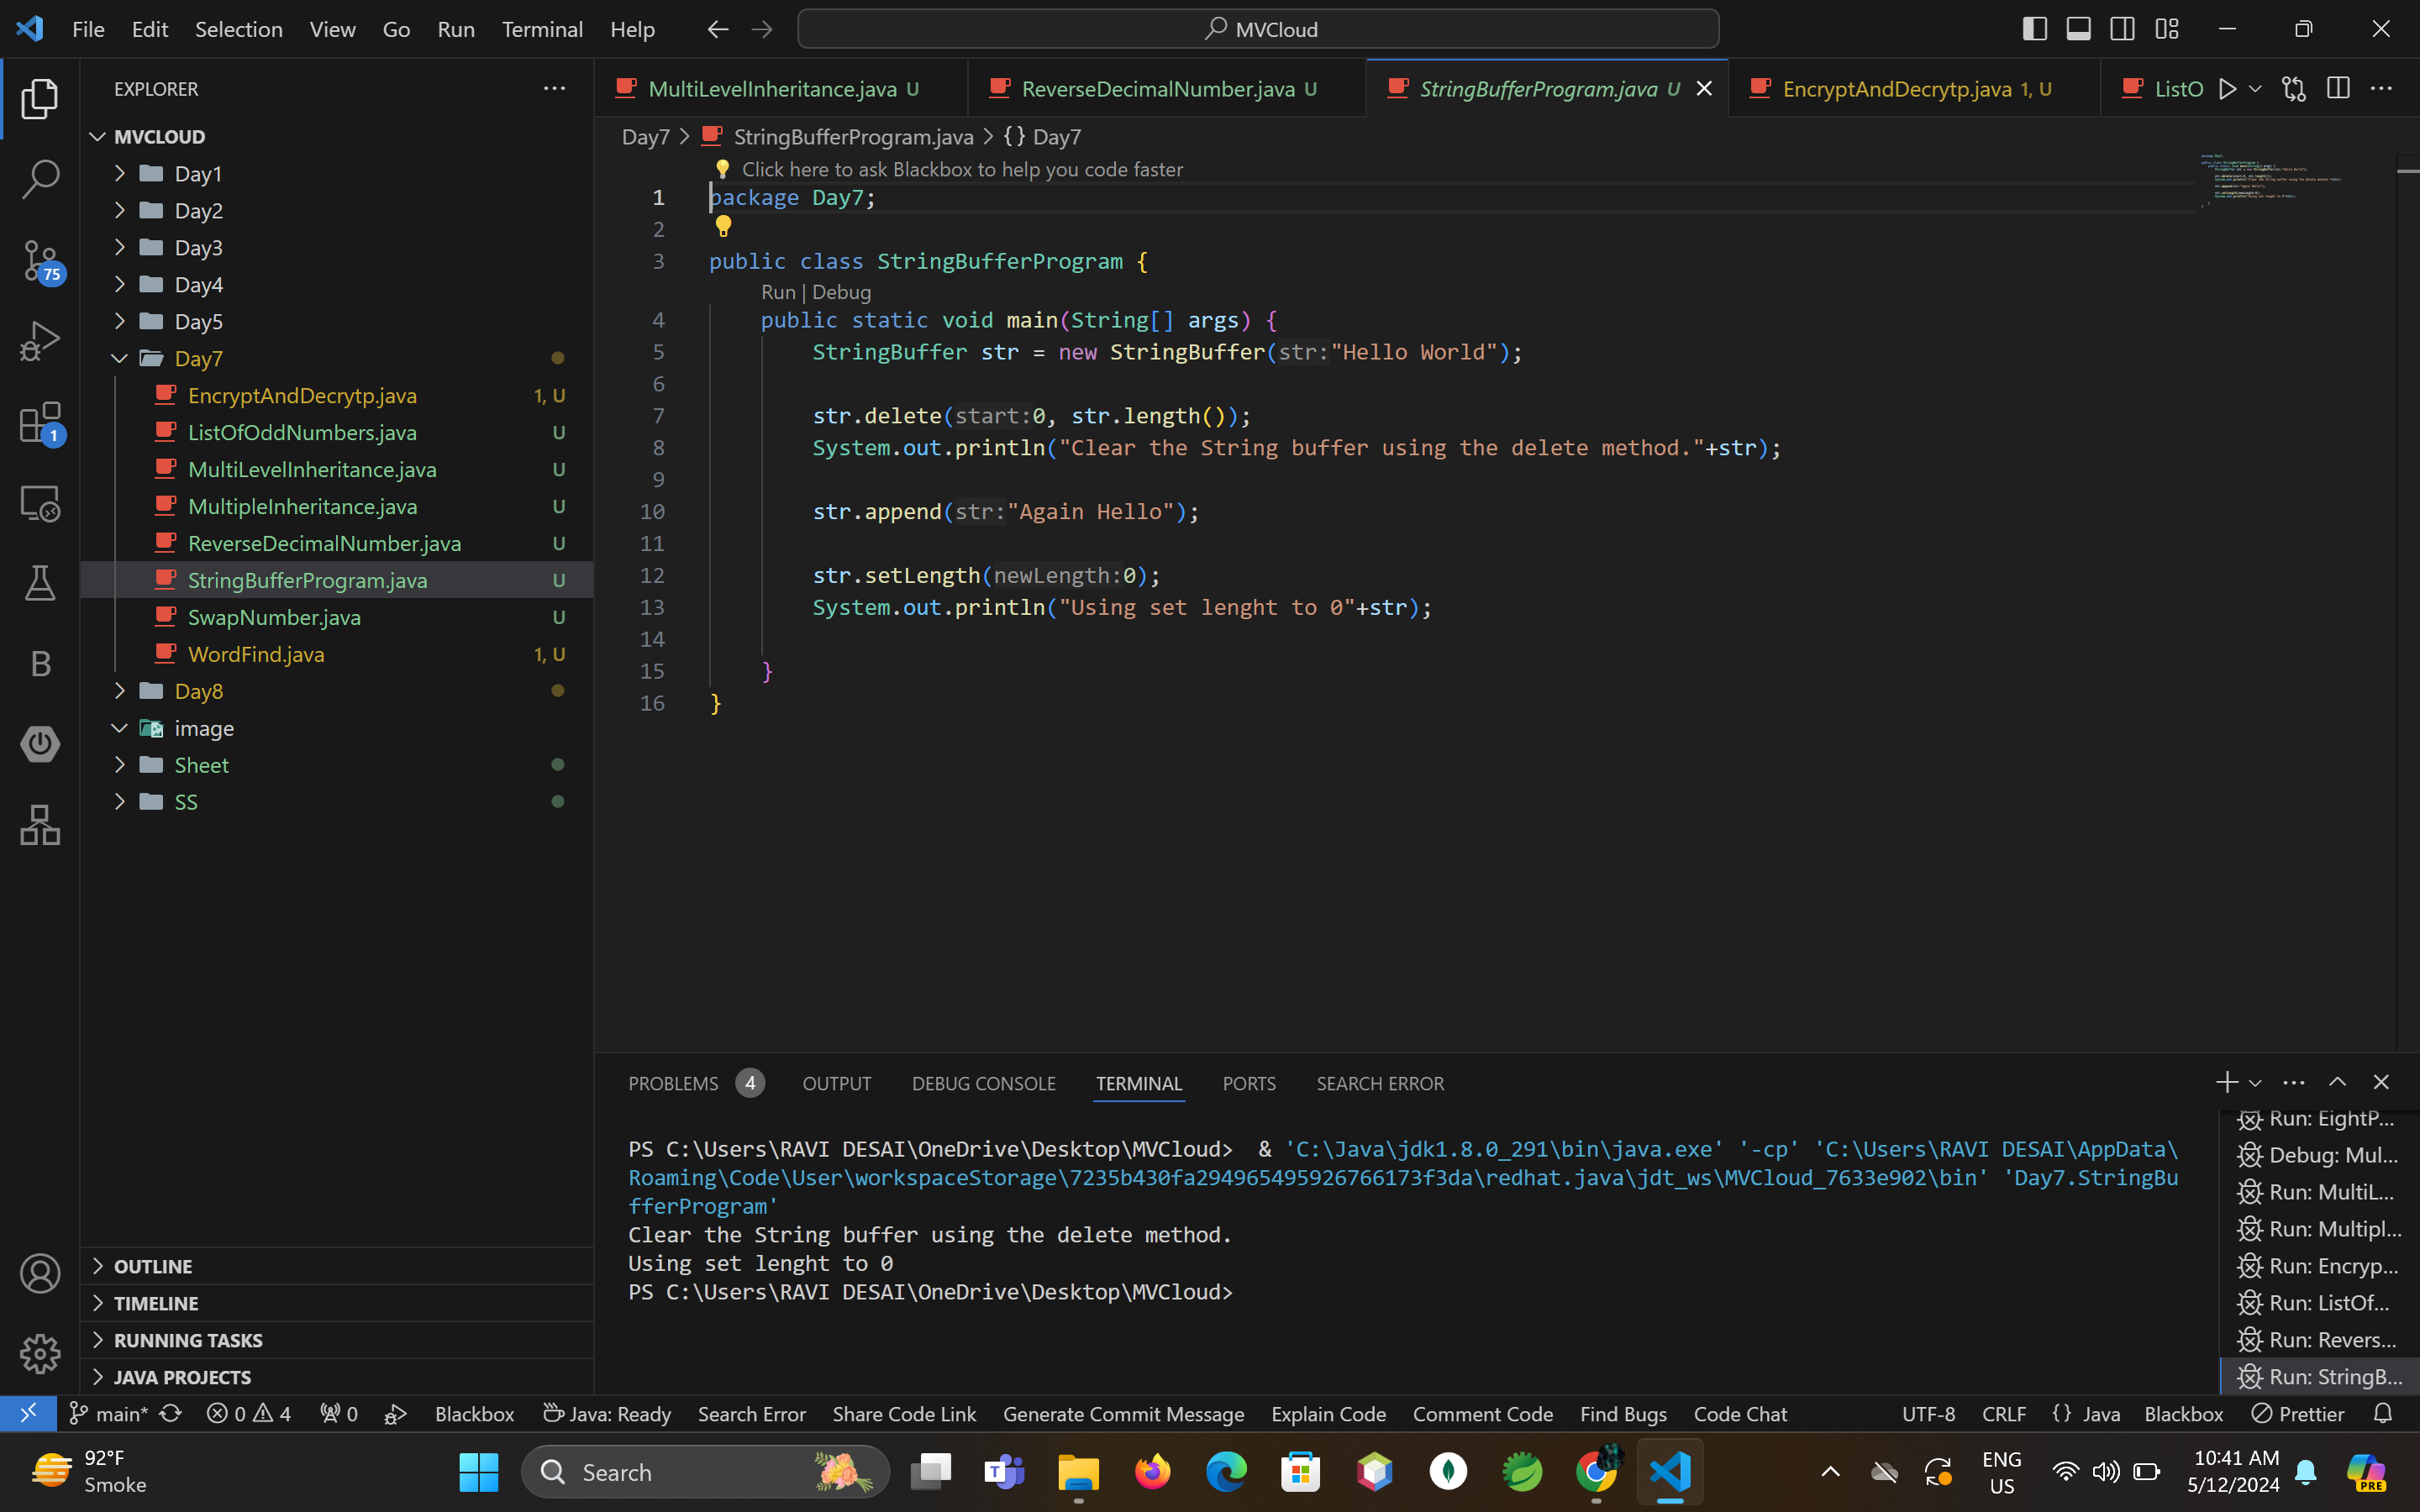 File Edit Selection View Go Run Terminal Help MVCloud
EXPLORER
MVCLOUD
Day1
Day2
Day3
Day4
Day5
Day7
EncryptAndDecrytp.java 1, U
ListOfOddNumbers.java U
MultiLevelInheritance.java U
MultipleInheritance.java U
ReverseDecimalNumber.java U
StringBufferProgram.java U
SwapNumber.java U
WordFind.java 1, U
Day8
image
Sheet
SS
OUTLINE
TIMELINE
RUNNING TASKS
JAVA PROJECTS
75
1
B
MultiLevelInheritance.java U ReverseDecimalNumber.java U StringBufferProgram.java U EncryptAndDecrytp.java 1, U ListO
Day7 > StringBufferProgram.java > {} Day7
Click here to ask Blackbox to help you code faster
1 package Day7;
2
3 public class StringBufferProgram {
Run | Debug
4 public static void main(String[] args) {
5 StringBuffer str = new StringBuffer(str:"Hello World");
6
7 str.delete(start:0, str.length());
8 System.out.println("Clear the String buffer using the delete method."+str);
9
10 str.append(str:"Again Hello");
11
12 str.setLength(newLength:0);
13 System.out.println("Using set lenght to 0"+str);
14
15 }
16 }
PROBLEMS 4 OUTPUT DEBUG CONSOLE TERMINAL PORTS SEARCH ERROR
PS C:\Users\RAVI DESAI\OneDrive\Desktop\MVCloud>  & 'C:\Java\jdk1.8.0_291\bin\java.exe' '-cp' 'C:\Users\RAVI DESAI\AppData\
Roaming\Code\User\workspaceStorage\7235b430fa294965495926766173f3da\redhat.java\jdt_ws\MVCloud_7633e902\bin' 'Day7.StringBu
fferProgram'
Clear the String buffer using the delete method.
Using set lenght to 0
PS C:\Users\RAVI DESAI\OneDrive\Desktop\MVCloud>
Run: EightP...
Debug: Mul...
Run: MultiL...
Run: Multipl...
Run: Encryp...
Run: ListOf...
Run: Revers...
Run: StringB...
main* 0 4 0 Blackbox Java: Ready Search Error Share Code Link Generate Commit Message Explain Code Comment Code Find Bugs Code Chat UTF-8 CRLF {} Java Blackbox Prettier
92°F
Smoke
Search
ENG
US
10:41 AM
5/12/2024
PRE